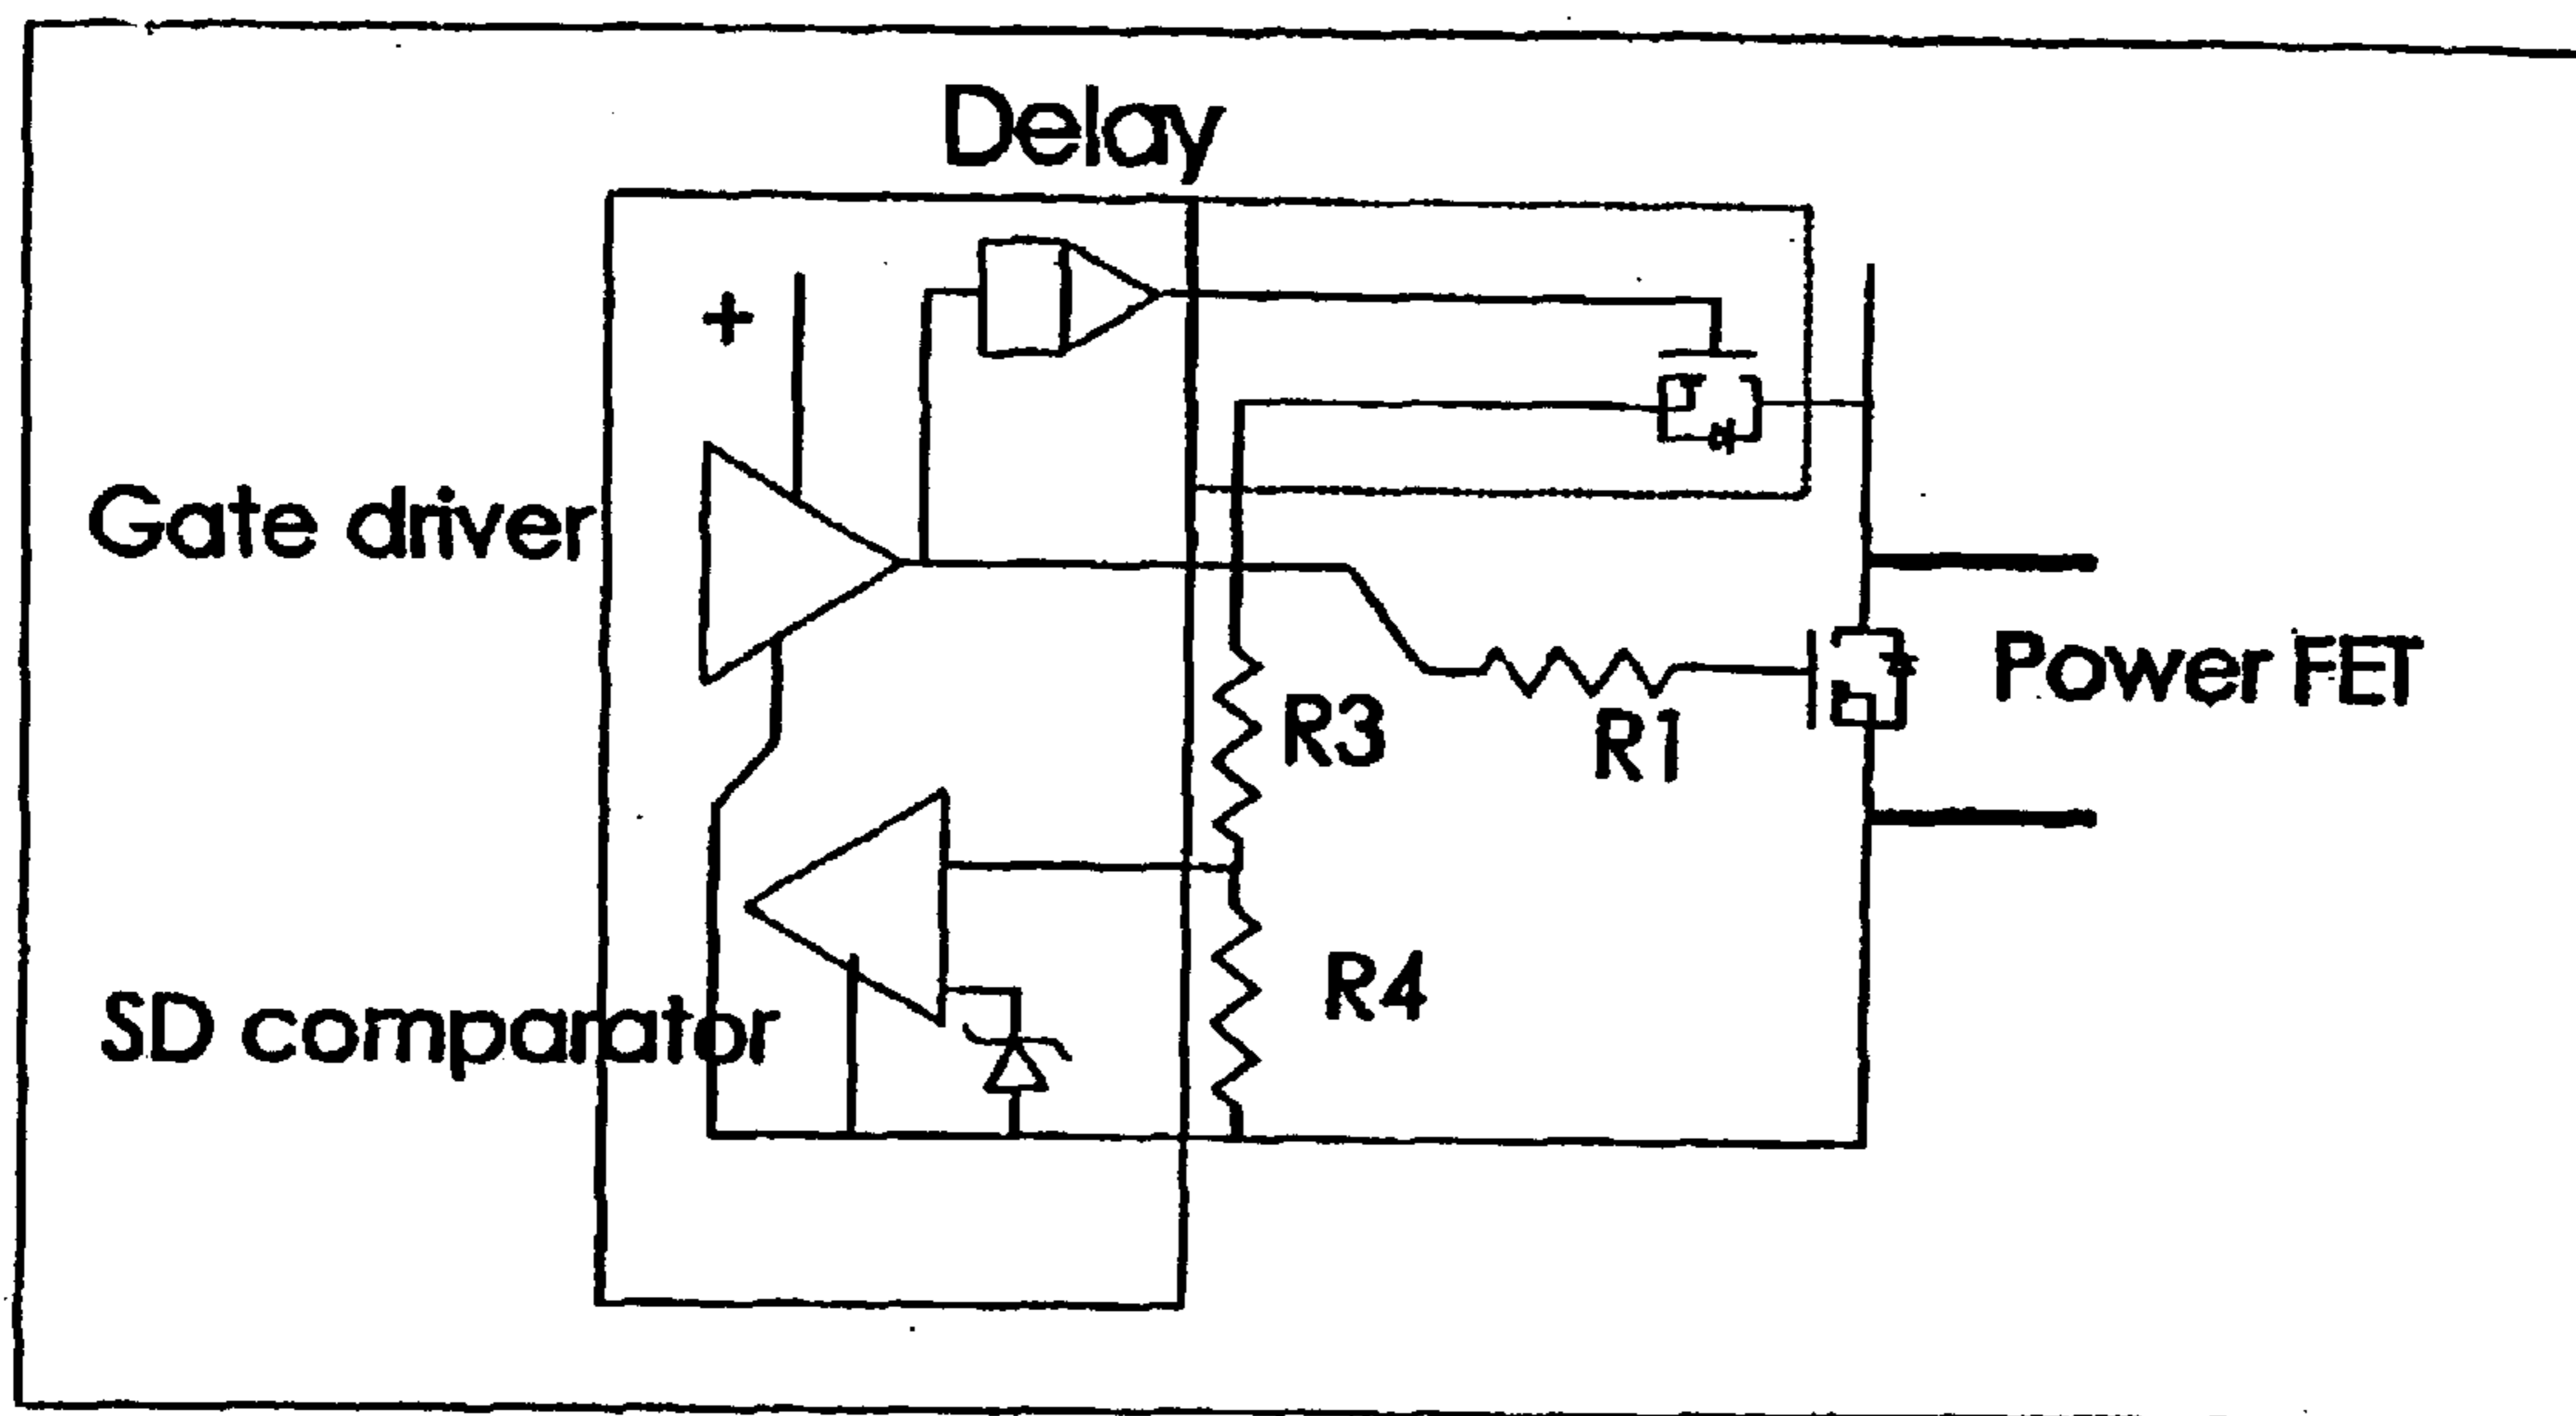 Delay
+
Gate driver
Power FET
R3
R1
R4
SD comparator